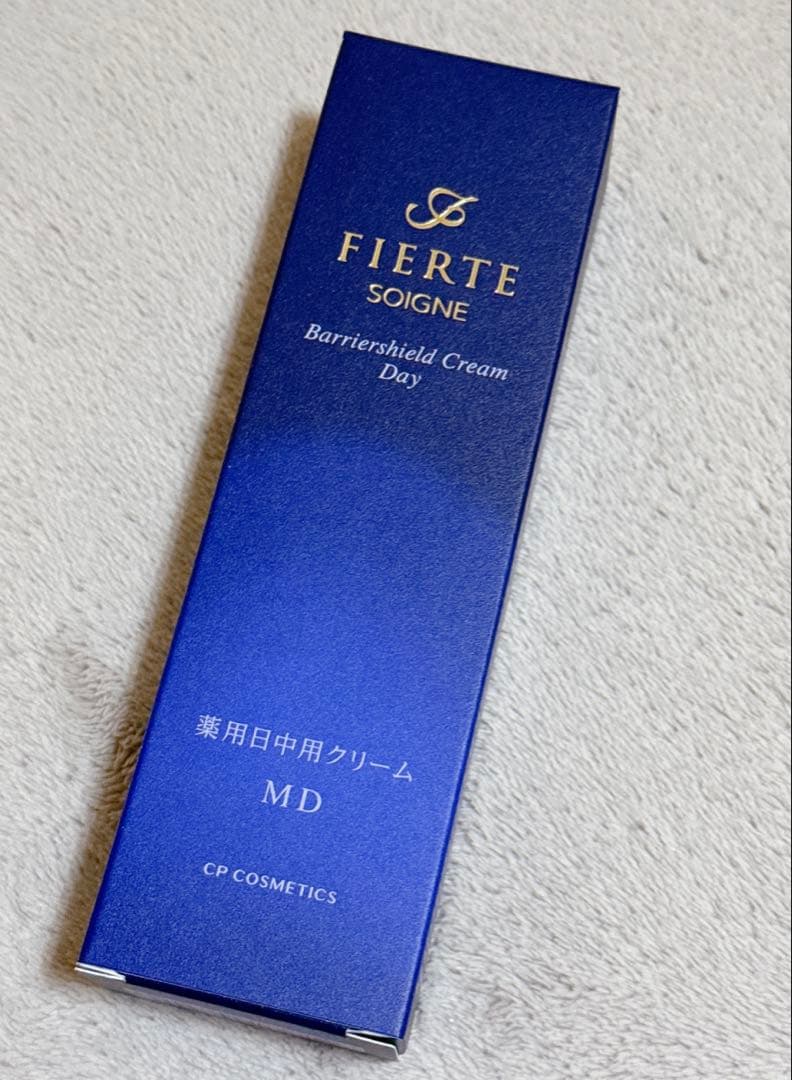 FIERTE
SOIGNE
Barriershield Cream
Day
薬用日中用クリーム
MD
CP COSMETICS